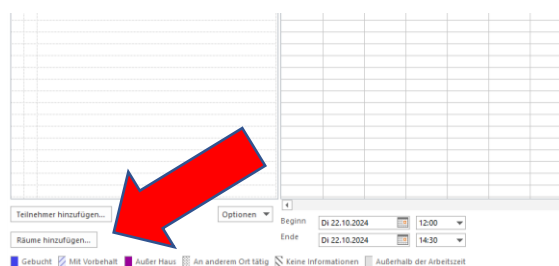 Teilnehmer hinzufügen... Optionen
Beginn Di 22.10.2024 12:00
Räume hinzufügen... Ende Di 22.10.2024 14:30
Gebucht Mit Vorbehalt Außer Haus An anderem Ort tätig Keine Informationen Außerhalb der Arbeitszeit